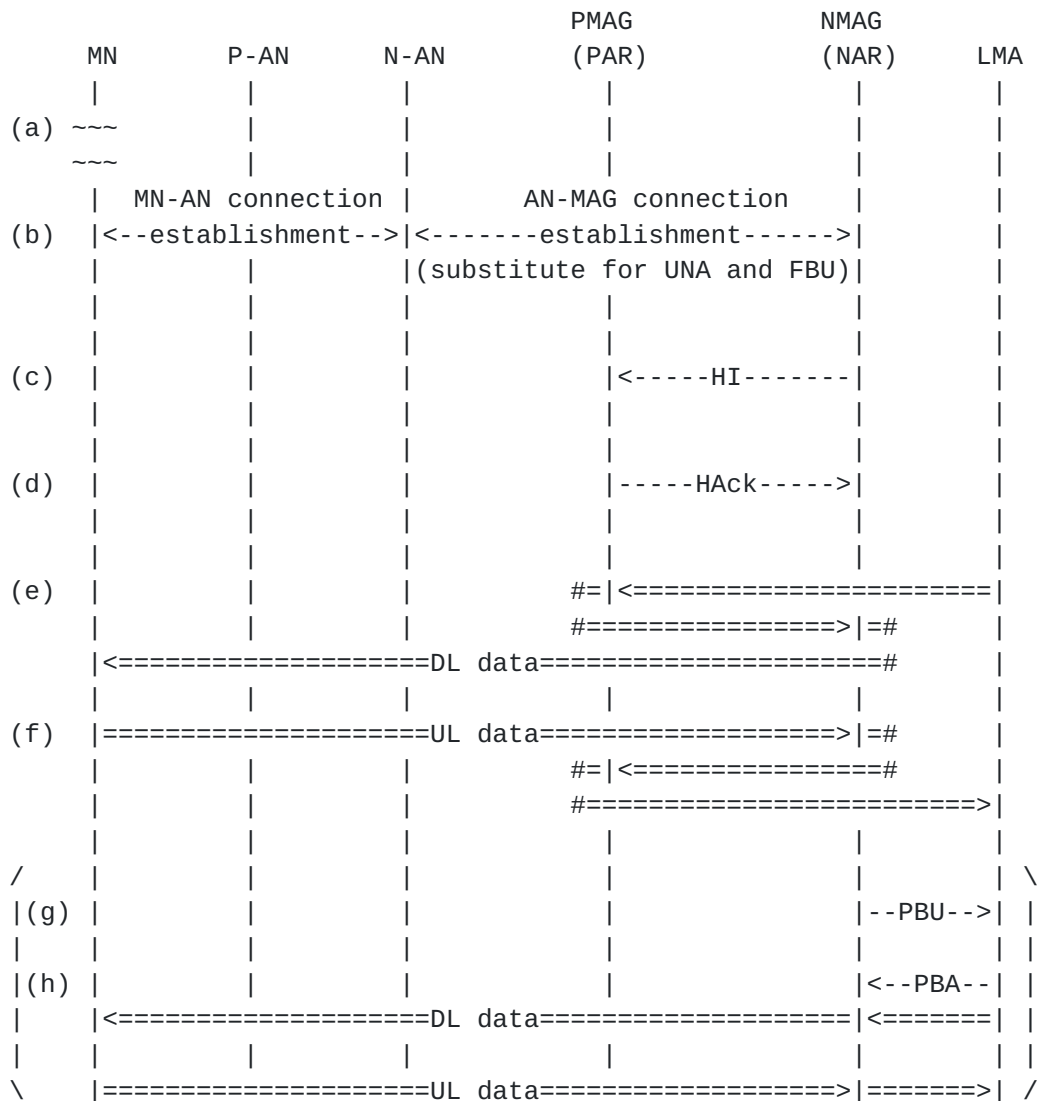 PMAG            NMAG
     MN       P-AN      N-AN       (PAR)           (NAR)   LMA
     |         |         |            |               |     |
(a) ~~~        |         |            |               |     |
    ~~~        |         |            |               |     |
     |  MN-AN connection |       AN-MAG connection    |     |
(b)  |<--establishment-->|<-------establishment------>|     |
     |         |         |(substitute for UNA and FBU)|     |
     |         |         |            |               |     |
     |         |         |            |               |     |
(c)  |         |         |            |<-----HI-------|     |
     |         |         |            |               |     |
     |         |         |            |               |     |
(d)  |         |         |            |-----HAck----->|     |
     |         |         |            |               |     |
     |         |         |            |               |     |
(e)  |         |         |          #=|<=======================|
     |         |         |          #================>|=#   |
     |<====================DL data======================#   |
     |         |         |            |               |     |
(f)  |=====================UL data===================>|=#   |
     |         |         |          #=|<================#   |
     |         |         |          #=========================>|
     |         |         |            |               |     |
/    |         |         |            |               |     | \
|(g) |         |         |            |               |--PBU-->| |
|    |         |         |            |               |     | |
|(h) |         |         |            |               |<--PBA--| |
|    |<====================DL data====================|<=======| |
|    |         |         |            |               |     | |
\    |=====================UL data===================>|=======>| /